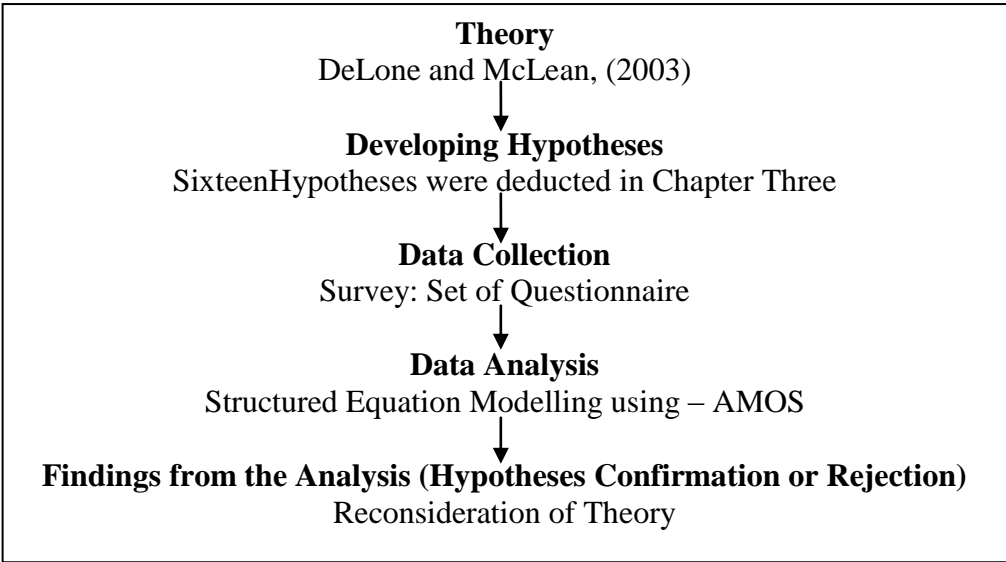 Theory
DeLone and McLean, (2003)
Developing Hypotheses
SixteenHypotheses were deducted in Chapter Three
Data Collection
Survey: Set of Questionnaire
Data Analysis
Structured Equation Modelling using – AMOS
Findings from the Analysis (Hypotheses Confirmation or Rejection)
Reconsideration of Theory